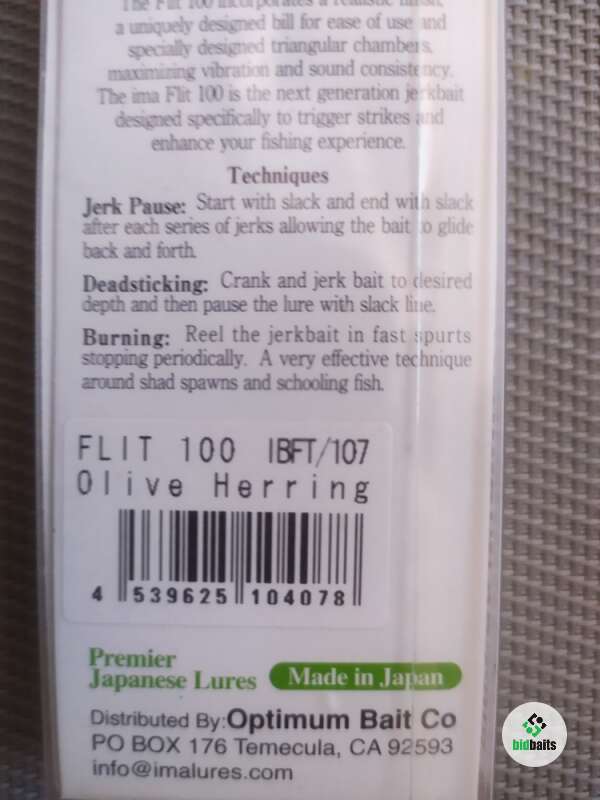 The Flit 100 incorporates a realistic finish,
a uniquely designed bill for ease of use and
specially designed triangular chambers,
maximizing vibration and sound consistency.
The ima Flit 100 is the next generation jerkbait
designed specifically to trigger strikes and
enhance your fishing experience.
Techniques
Jerk Pause: Start with slack and end with slack
after each series of jerks allowing the bait to glide
back and forth.
Deadsticking: Crank and jerk bait to desired
depth and then pause the lure with slack line.
Burning: Reel the jerkbait in fast spurts
stopping periodically. A very effective technique
around shad spawns and schooling fish.
FLIT 100 IBFT/107
Olive Herring
4 539625 104078
Premier
Japanese Lures Made in Japan
Distributed By: Optimum Bait Co
PO BOX 176 Temecula, CA 92593
info@imalures.com
bidbaits